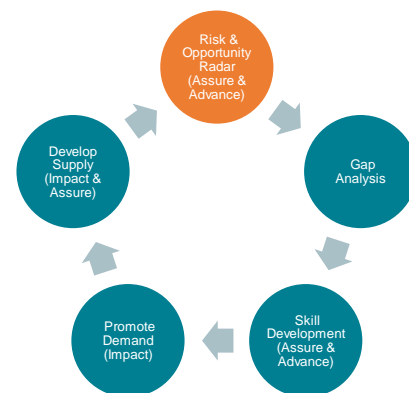 Risk &
Opportunity
Radar
(Assure &
Advance)
Gap
Analysis
Skill
Development
(Assure &
Advance)
Promote
Demand
(Impact)
Develop
Supply
(Impact &
Assure)